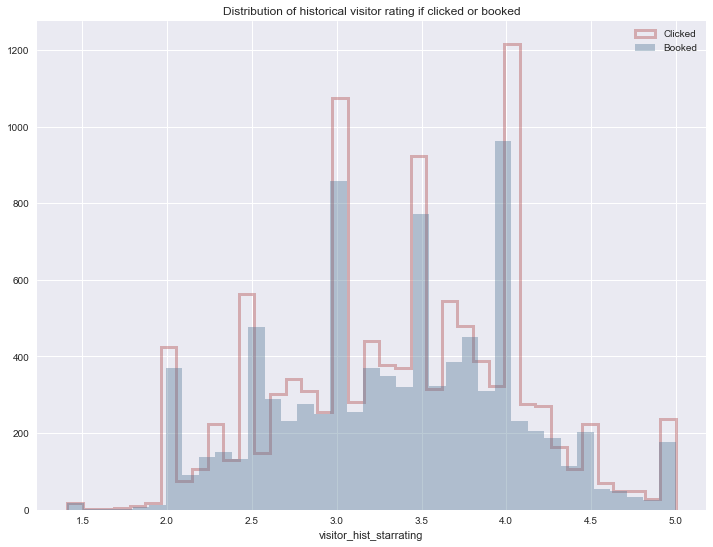 Distribution of historical visitor rating if clicked or booked
Clicked
Booked
1200
1000
800
600
400
200
0
1.5 2.0 2.5 3.0 3.5 4.0 4.5 5.0
visitor_hist_starrating